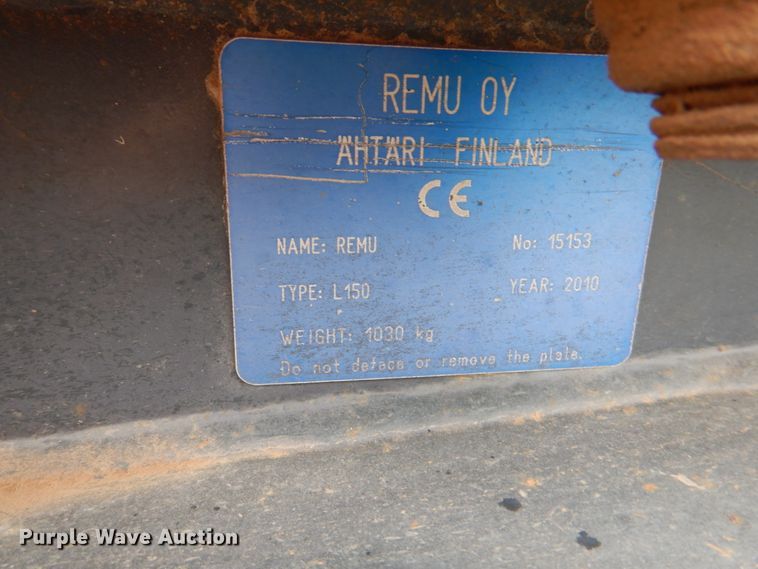 REMU OY
ÄHTÄRI FINLAND
CE
NAME: REMU No: 15153
TYPE: L150 YEAR: 2010
WEIGHT: 1030 kg
Do not deface or remove the plate.
Purple Wave Auction